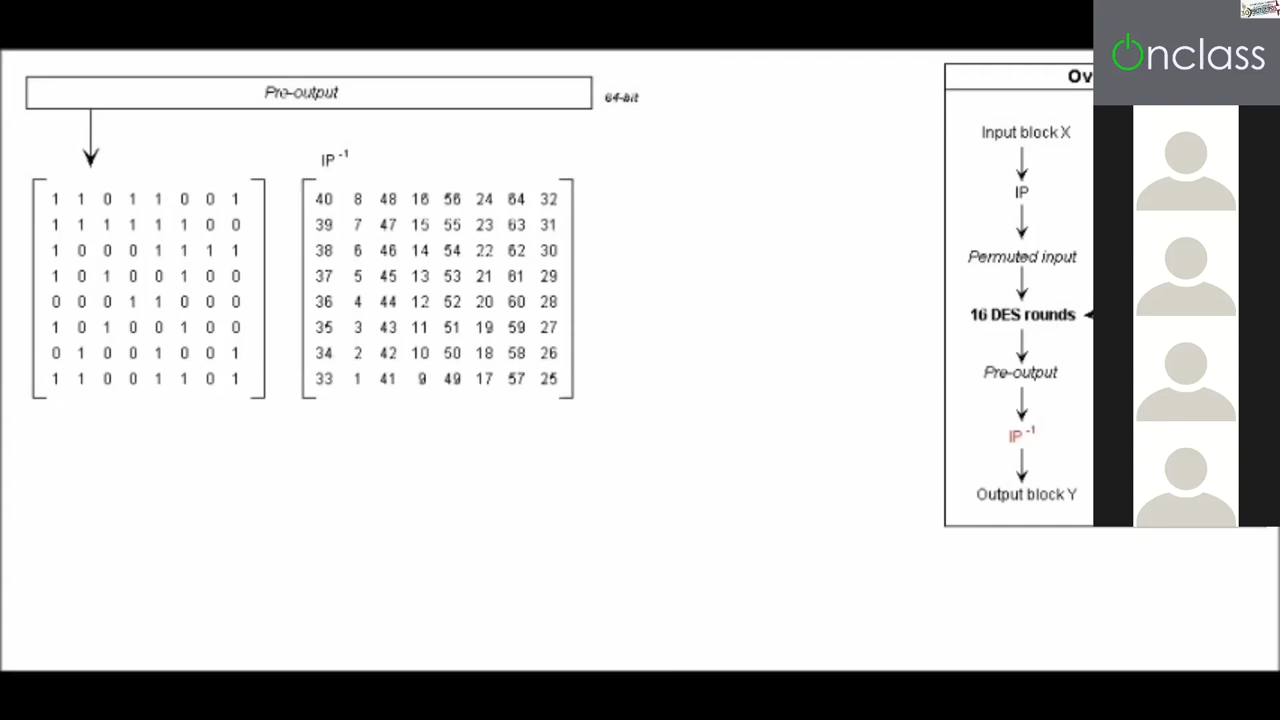 Onclass
Pre-output
64-bit
IP -1
1 1 0 1 1 0 0 1
1 1 1 1 1 1 0 0
1 0 0 0 1 1 1 1
1 0 1 0 0 1 0 0
0 0 0 1 1 0 0 0
1 0 1 0 0 1 0 0
0 1 0 0 1 0 0 1
1 1 0 0 1 1 0 1
40 8 48 16 56 24 64 32
39 7 47 15 55 23 63 31
38 6 46 14 54 22 62 30
37 5 45 13 53 21 61 29
36 4 44 12 52 20 60 28
35 3 43 11 51 19 59 27
34 2 42 10 50 18 58 26
33 1 41 9 49 17 57 25
Ov
Input block X
IP
Permuted input
16 DES rounds
Pre-output
IP -1
Output block Y